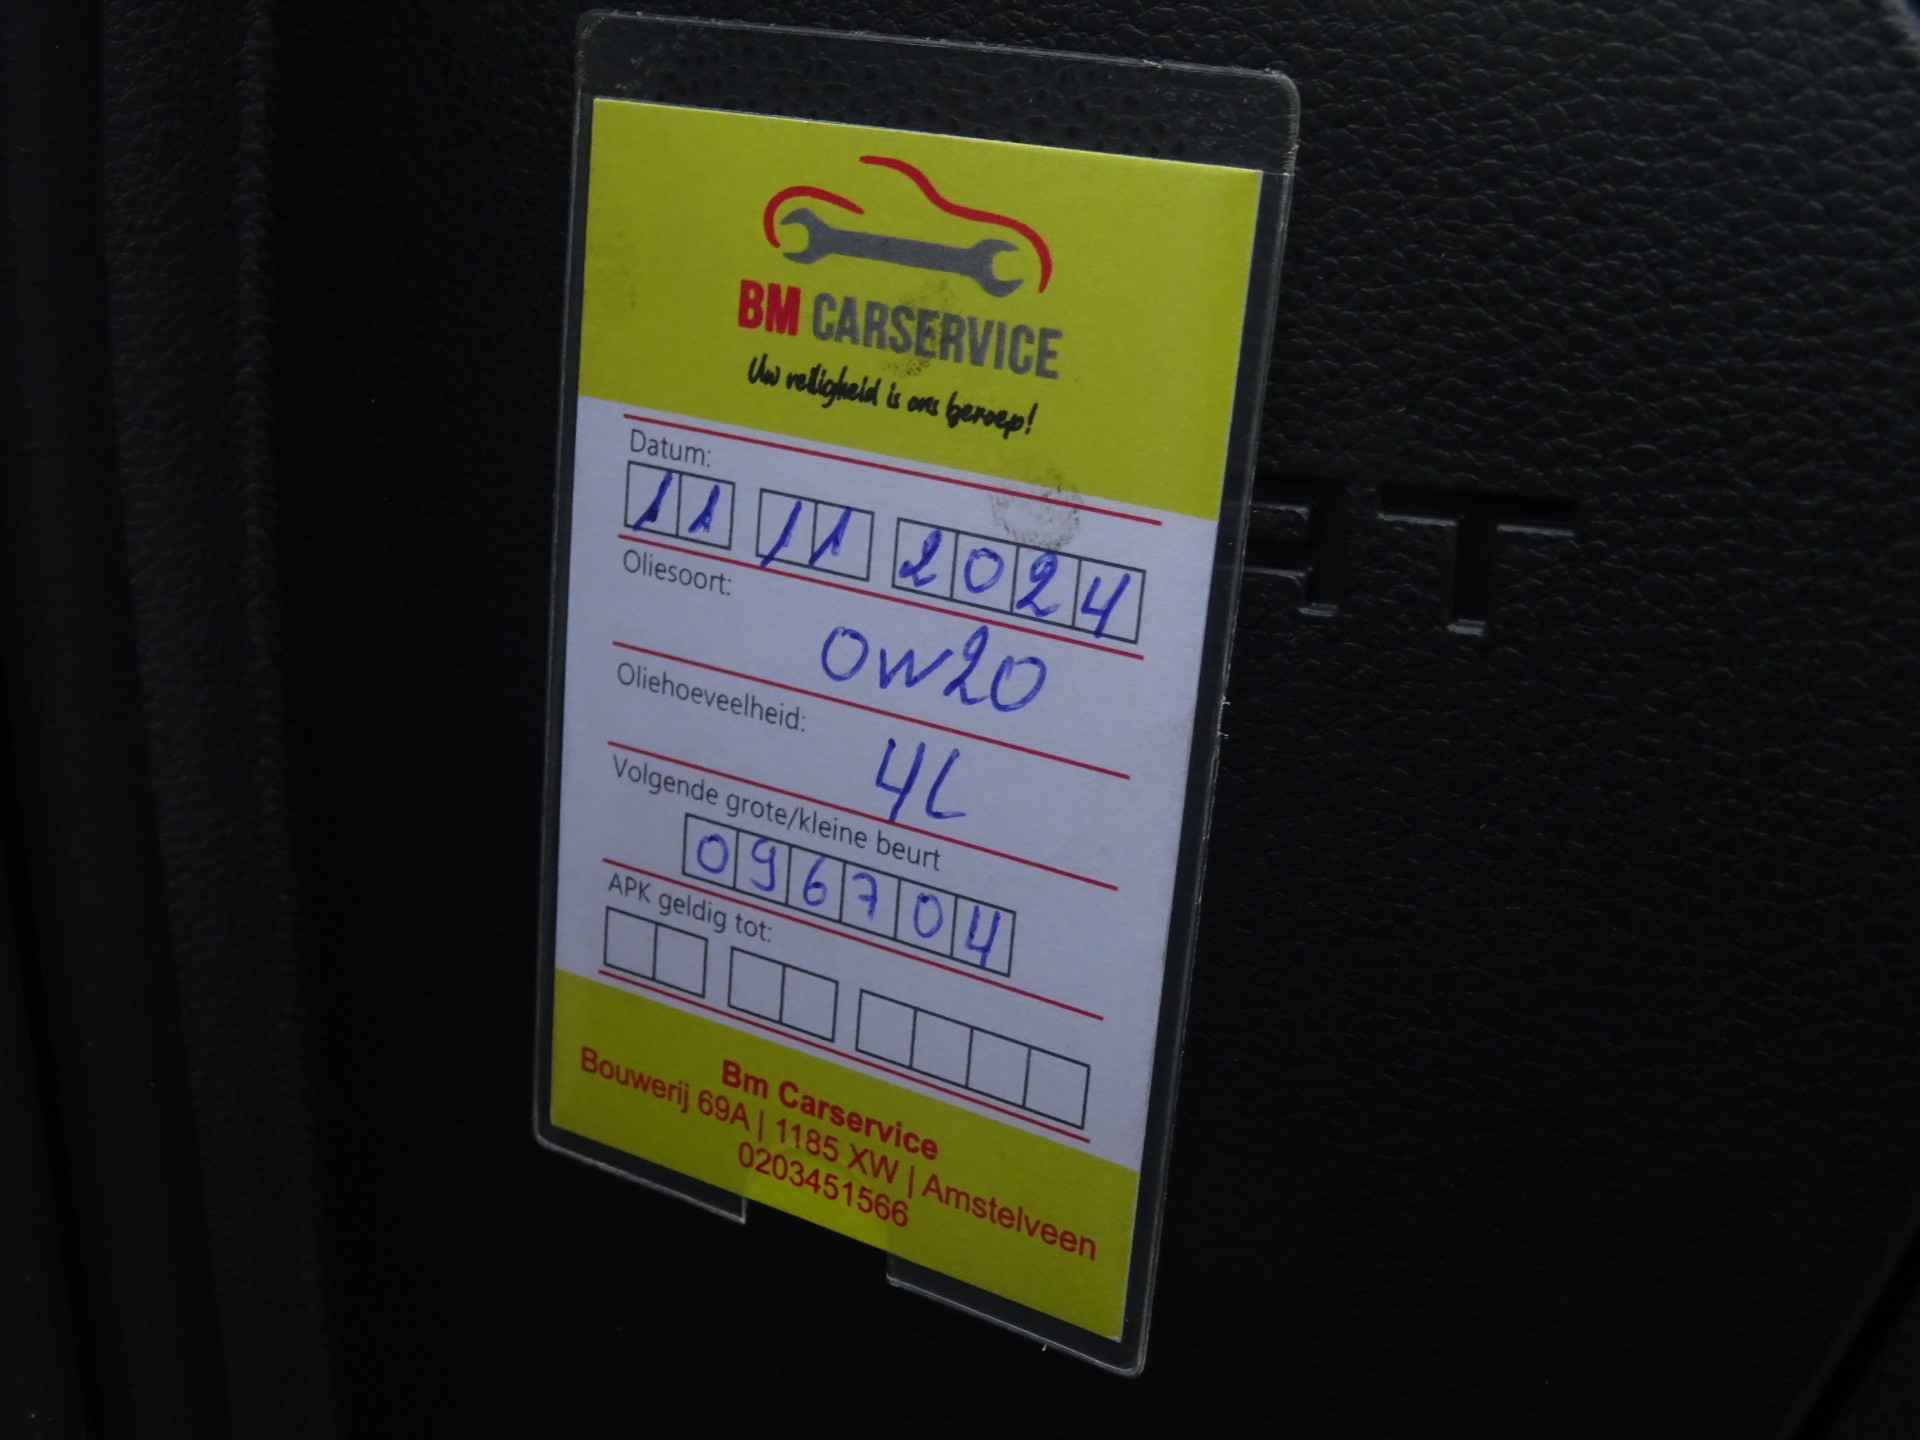 BM CARSERVICE
Uw veiligheid is ons beroep!
Datum:
11 11 2024
Oliesoort:
0W20
Oliehoeveelheid:
4L
Volgende grote/kleine beurt
096704
APK geldig tot:
Bm Carservice
Bouwerij 69A | 1185 XW | Amstelveen
0203451566